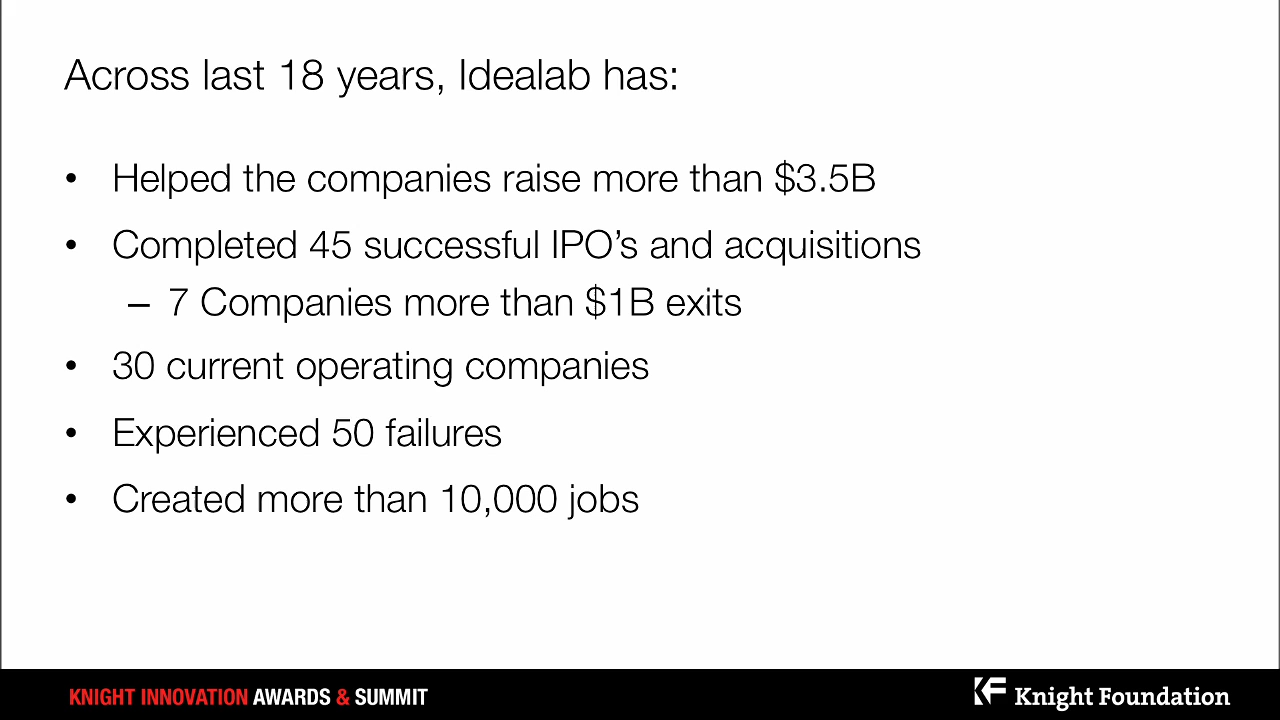 Across last 18 years, Idealab has:
• Helped the companies raise more than $3.5B
• Completed 45 successful IPO’s and acquisitions
– 7 Companies more than $1B exits
• 30 current operating companies
• Experienced 50 failures
• Created more than 10,000 jobs
KNIGHT INNOVATION AWARDS & SUMMIT
KF Knight Foundation